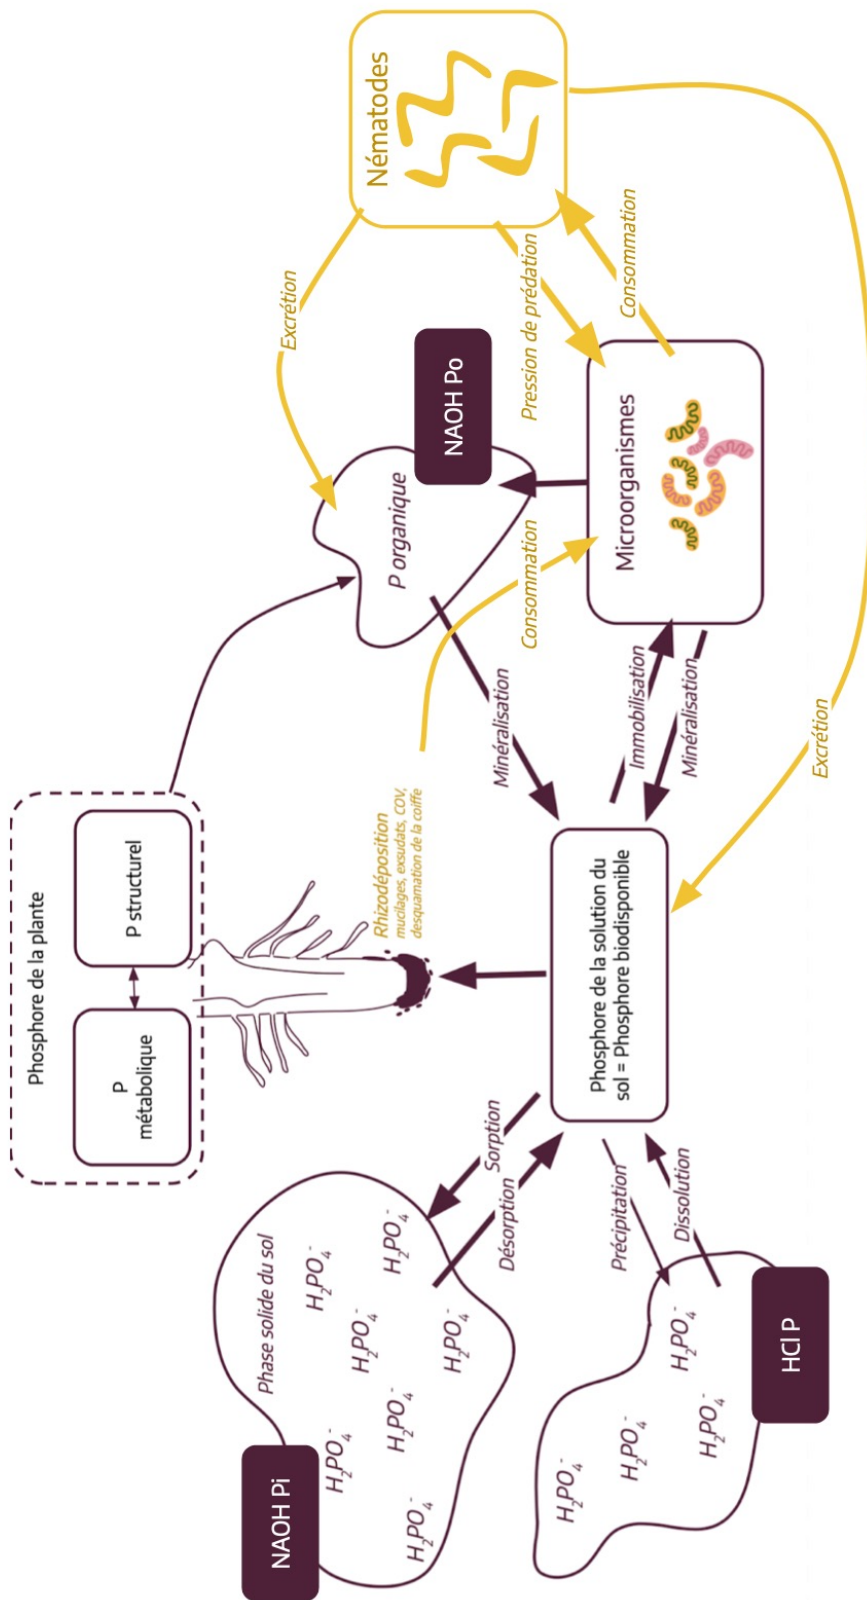 Phosphore de la plante
P
métabolique
P structurel
NAOH Pi
Phase solide du sol
H₂PO₄⁻
H₂PO₄⁻
H₂PO₄⁻
H₂PO₄⁻
H₂PO₄⁻
H₂PO₄⁻
H₂PO₄⁻
Sorption
Désorption
Précipitation
Dissolution
H₂PO₄⁻
H₂PO₄⁻
H₂PO₄⁻
H₂PO₄⁻
HCl P
Rhizodéposition
mucilages, exsudats, COV,
desquamation de la coiffe
Phosphore de la solution du
sol = Phosphore biodisponible
P organique
NAOH Po
Minéralisation
Consommation
Immobilisation
Minéralisation
Microorganismes
Excrétion
Pression de prédation
Consommation
Nématodes
Excrétion